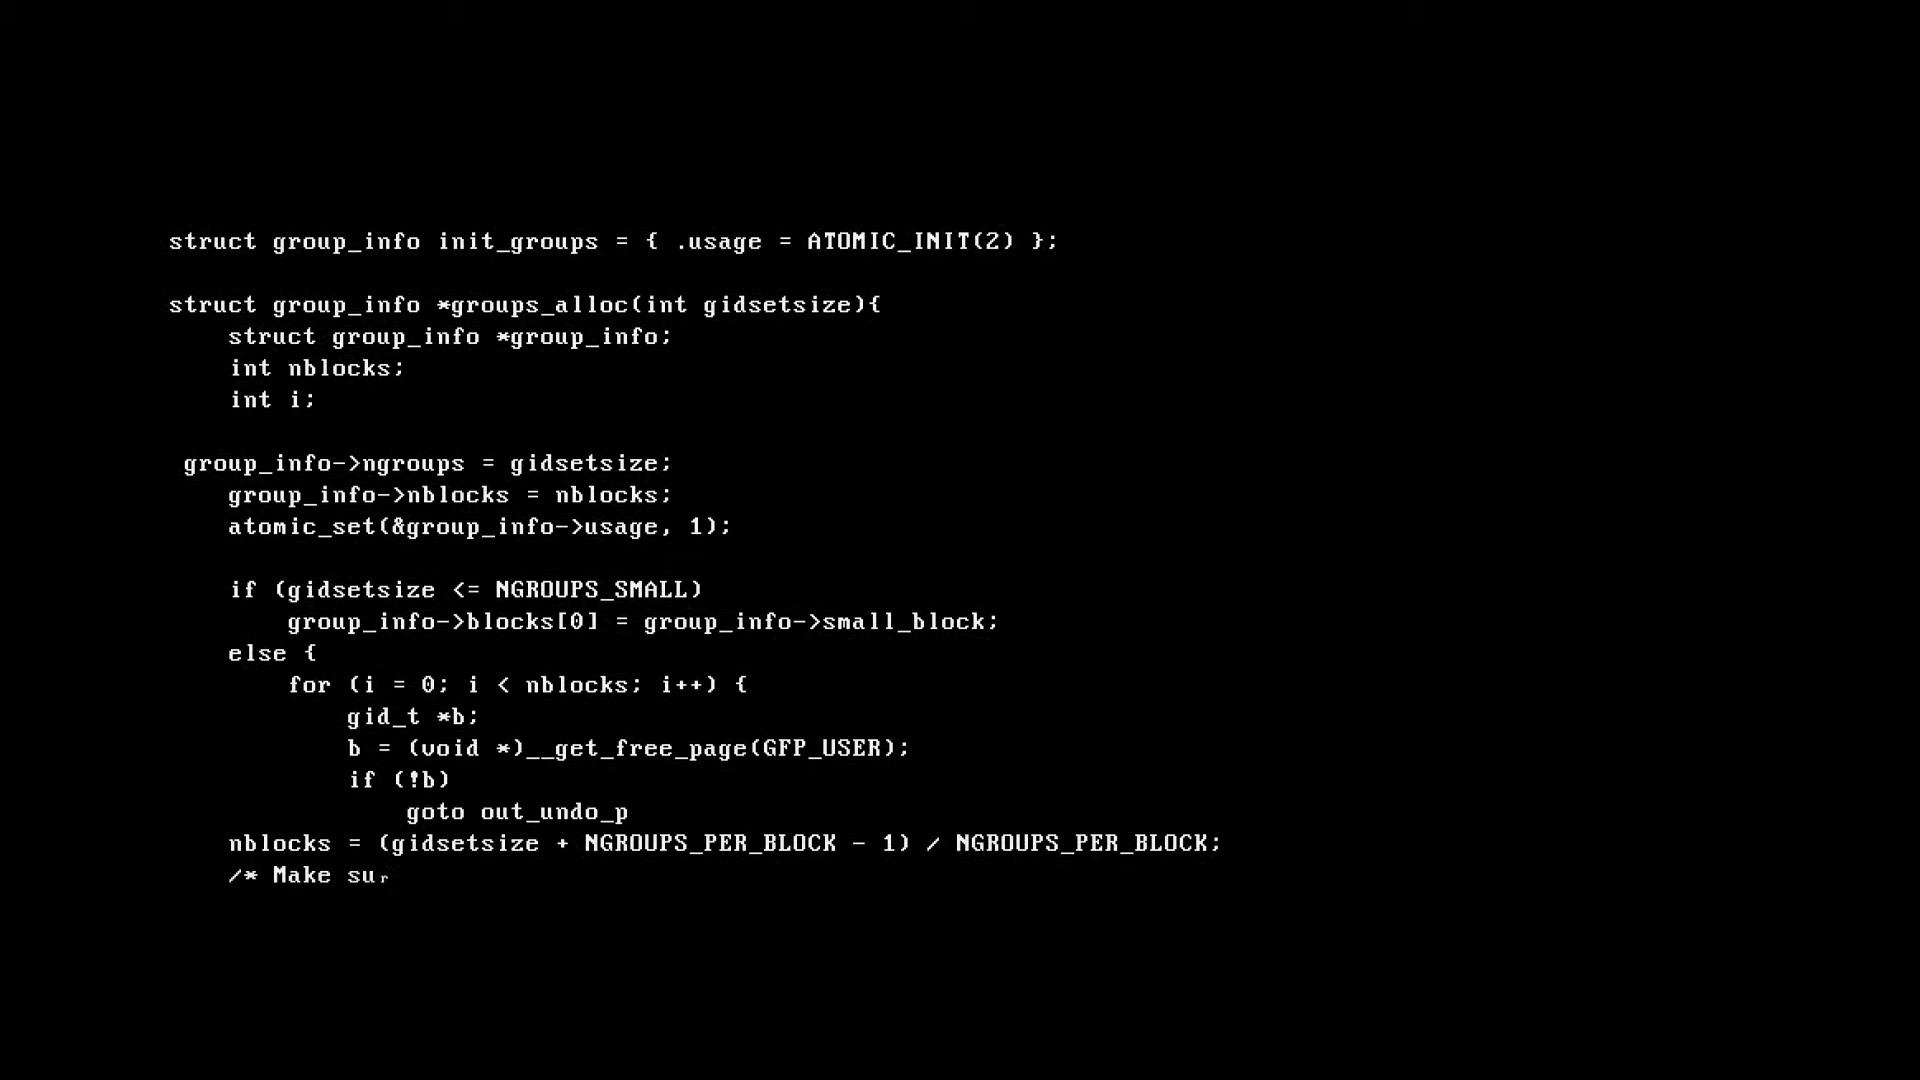 struct group_info init_groups = { .usage = ATOMIC_INIT(2) };
struct group_info *groups_alloc(int gidsetsize){
struct group_info *group_info;
int nblocks;
int i;
group_info->ngroups = gidsetsize;
group_info->nblocks = nblocks;
atomic_set(&group_info->usage, 1);
if (gidsetsize <= NGROUPS_SMALL)
group_info->blocks[0] = group_info->small_block;
else {
for (i = 0; i < nblocks; i++) {
gid_t *b;
b = (void *)__get_free_page(GFP_USER);
if (!b)
goto out_undo_p
nblocks = (gidsetsize + NGROUPS_PER_BLOCK - 1) / NGROUPS_PER_BLOCK;
/* Make sur